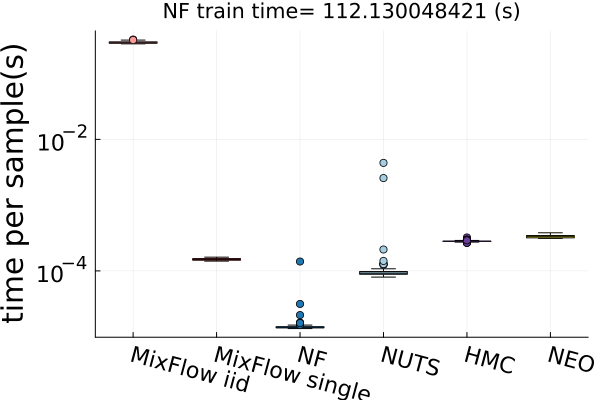 NF train time= 112.130048421 (s)
time per sample(s)
10⁻²
10⁻⁴
MixFlow iid
MixFlow single
NF
NUTS
HMC
NEO